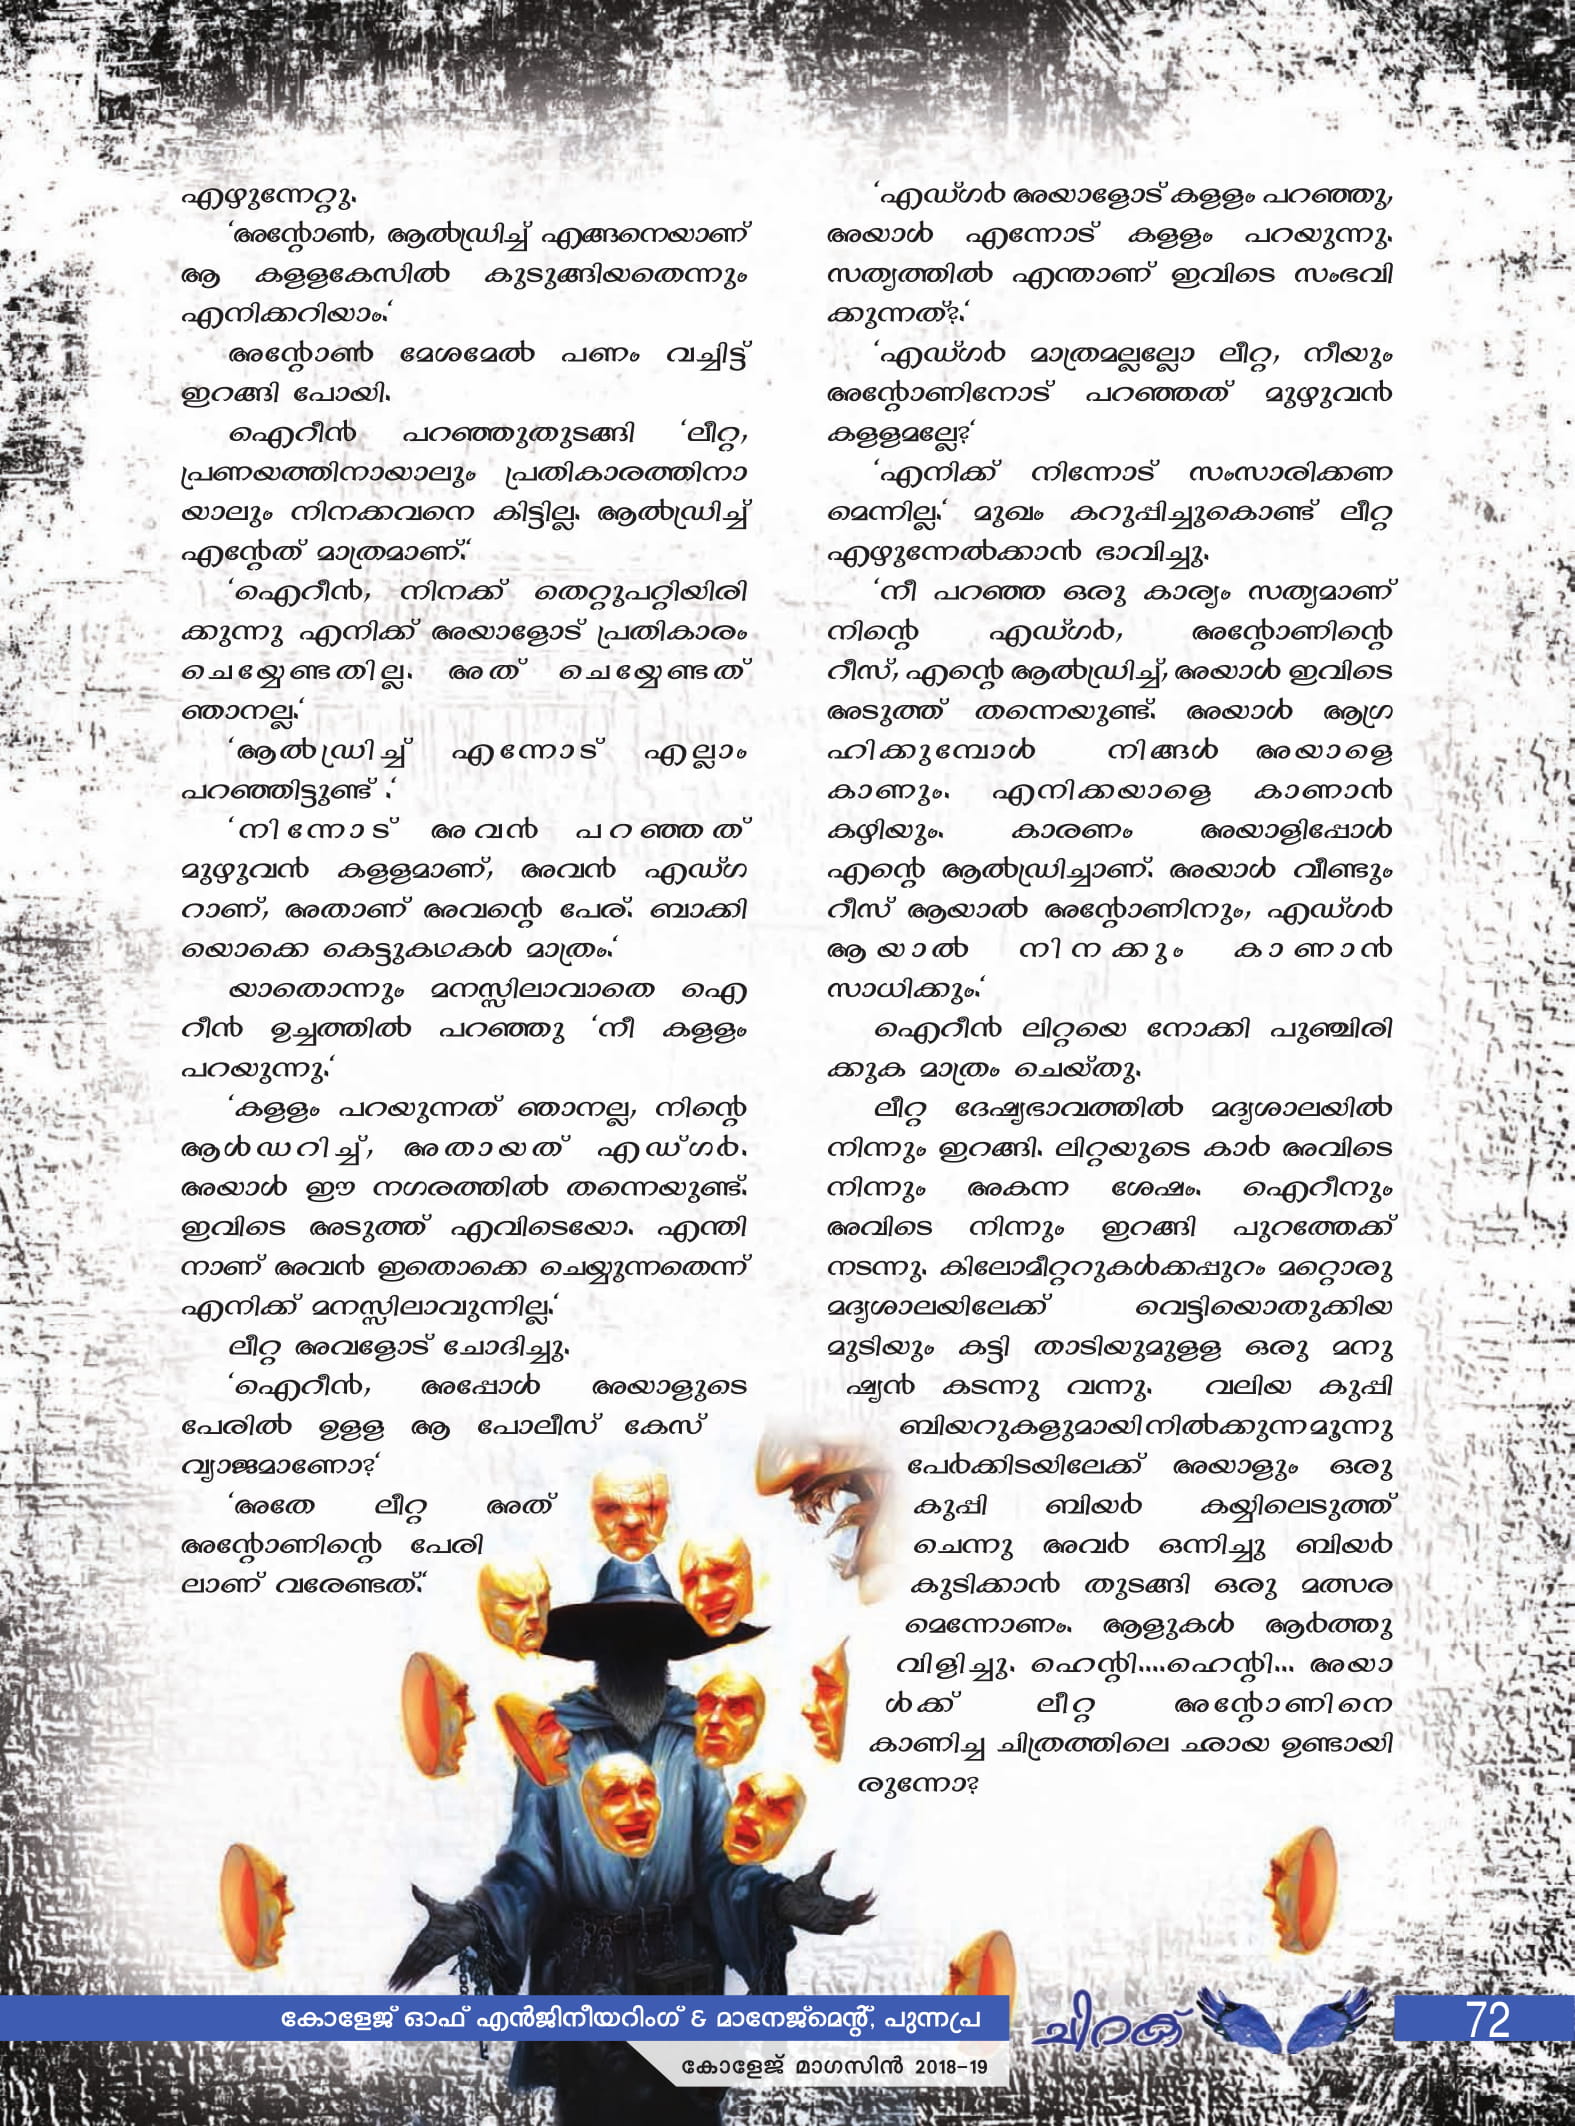 എഴുന്നേറ്റു.
‘അന്റോൺ, ആൽഡ്രിച്ച് എങ്ങനെയാണ്
ആ കള്ളകേസിൽ കുടുങ്ങിയതെന്നും
എനിക്കറിയാം.‘
അന്റോൺ മേശമേൽ പണം വച്ചിട്ട്
ഇറങ്ങി പോയി.
ഐറീൻ പറഞ്ഞുതുടങ്ങി ‘ലീറ്റ,
പ്രണയത്തിനായാലും പ്രതികാരത്തിനാ
യാലും നിനക്കവനെ കിട്ടില്ല. ആൽഡ്രിച്ച്
എന്റേത് മാത്രമാണ്.‘
‘ഐറീൻ, നിനക്ക് തെറ്റുപറ്റിയിരി
ക്കുന്നു എനിക്ക് അയാളോട് പ്രതികാരം
ചെയ്യേണ്ടതില്ല. അത് ചെയ്യേണ്ടത്
ഞാനല്ല.‘
‘ആൽഡ്രിച്ച് എന്നോട് എല്ലാം
പറഞ്ഞിട്ടുണ്ട് .‘
‘നിന്നോട് അവൻ പറഞ്ഞത്
മുഴുവൻ കള്ളമാണ്, അവൻ എഡ്ഗ
റാണ്, അതാണ് അവന്റെ പേര്. ബാക്കി
യൊക്കെ കെട്ടുകഥകൾ മാത്രം.‘
യാതൊന്നും മനസ്സിലാവാതെ ഐ
റീൻ ഉച്ചത്തിൽ പറഞ്ഞു ‘നീ കള്ളം
പറയുന്നു.‘
‘കള്ളം പറയുന്നത് ഞാനല്ല, നിന്റെ
ആൾഡറിച്ച്, അതായത് എഡ്ഗർ.
അയാൾ ഈ നഗരത്തിൽ തന്നെയുണ്ട്.
ഇവിടെ അടുത്ത് എവിടെയോ. എന്തി
നാണ് അവൻ ഇതൊക്കെ ചെയ്യുന്നതെന്ന്
എനിക്ക് മനസ്സിലാവുന്നില്ല.‘
ലീറ്റ അവളോട് ചോദിച്ചു.
‘ഐറീൻ, അപ്പോൾ അയാളുടെ
പേരിൽ ഉള്ള ആ പോലീസ് കേസ്
വ്യാജമാണോ?‘
‘അതേ ലീറ്റ അത്
അന്റോണിന്റെ പേരി
ലാണ് വരേണ്ടത്.‘
‘എഡ്ഗർ അയാളോട് കള്ളം പറഞ്ഞു,
അയാൾ എന്നോട് കള്ളം പറയുന്നു.
സത്യത്തിൽ എന്താണ് ഇവിടെ സംഭവി
ക്കുന്നത്?.‘
‘എഡ്ഗർ മാത്രമല്ലല്ലോ ലീറ്റ, നീയും
അന്റോണിനോട് പറഞ്ഞത് മുഴുവൻ
കള്ളമല്ലേ?‘
‘എനിക്ക് നിന്നോട് സംസാരിക്കണ
മെന്നില്ല.‘ മുഖം കറുപ്പിച്ചുകൊണ്ട് ലീറ്റ
എഴുന്നേൽക്കാൻ ഭാവിച്ചു.
‘നീ പറഞ്ഞ ഒരു കാര്യം സത്യമാണ്
നിന്റെ എഡ്ഗർ, അന്റോണിന്റെ
റീസ്, എന്റെ ആൽഡ്രിച്ച്, അയാൾ ഇവിടെ
അടുത്ത് തന്നെയുണ്ട്. അയാൾ ആഗ്ര
ഹിക്കുമ്പോൾ നിങ്ങൾ അയാളെ
കാണും. എനിക്കയാളെ കാണാൻ
കഴിയും. കാരണം അയാളിപ്പോൾ
എന്റെ ആൽഡ്രിച്ചാണ്. അയാൾ വീണ്ടും
റീസ് ആയാൽ അന്റോണിനും, എഡ്ഗർ
ആയാൽ നിനക്കും കാണാൻ
സാധിക്കും.‘
ഐറീൻ ലിറ്റയെ നോക്കി പുഞ്ചിരി
ക്കുക മാത്രം ചെയ്തു.
ലീറ്റ ദേഷ്യഭാവത്തിൽ മദ്യശാലയിൽ
നിന്നും ഇറങ്ങി. ലിറ്റയുടെ കാർ അവിടെ
നിന്നും അകന്ന ശേഷം. ഐറീനും
അവിടെ നിന്നും ഇറങ്ങി പുറത്തേക്ക്
നടന്നു. കിലോമീറ്ററുകൾക്കപ്പുറം മറ്റൊരു
മദ്യശാലയിലേക്ക് വെട്ടിയൊതുക്കിയ
മുടിയും കട്ടി താടിയുമുള്ള ഒരു മനു
ഷ്യൻ കടന്നു വന്നു. വലിയ കുപ്പി
ബിയറുകളുമായി നിൽക്കുന്ന മൂന്നു
പേർക്കിടയിലേക്ക് അയാളും ഒരു
കുപ്പി ബിയർ കയ്യിലെടുത്ത്
ചെന്നു അവർ ഒന്നിച്ചു ബിയർ
കുടിക്കാൻ തുടങ്ങി ഒരു മത്സര
മെന്നോണം. ആളുകൾ ആർത്തു
വിളിച്ചു. ഹെന്റി....ഹെന്റി... അയാ
ൾക്ക് ലീറ്റ അന്റോണിനെ
കാണിച്ച ചിത്രത്തിലെ ഛായ ഉണ്ടായി
രുന്നോ?
കോളേജ് ഓഫ് എൻജിനീയറിംഗ് & മാനേജ്മെന്റ്, പുന്നപ്ര
ചിറക്
72
കോളേജ് മാഗസിൻ 2018-19